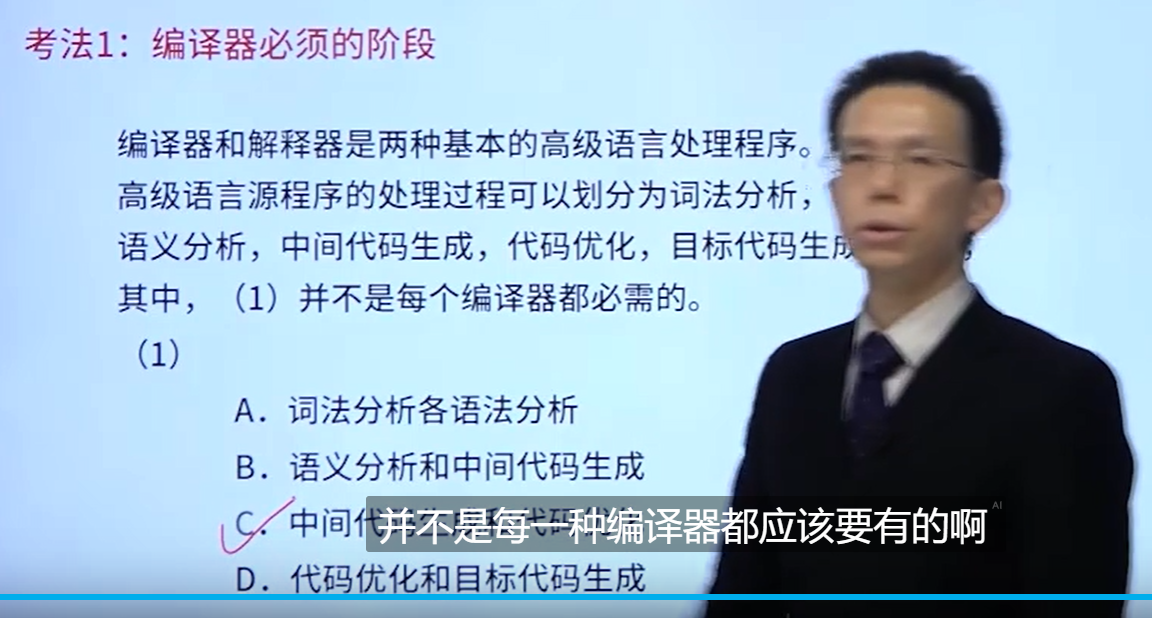 考法1：编译器必须的阶段
编译器和解释器是两种基本的高级语言处理程序。
高级语言源程序的处理过程可以划分为词法分析，
语义分析，中间代码生成，代码优化，目标代码生成
其中，（1）并不是每个编译器都必需的。
（1）
A．词法分析各语法分析
B．语义分析和中间代码生成
C．中间代
并不是每一种编译器都应该要有的啊
AI
D．代码优化和目标代码生成